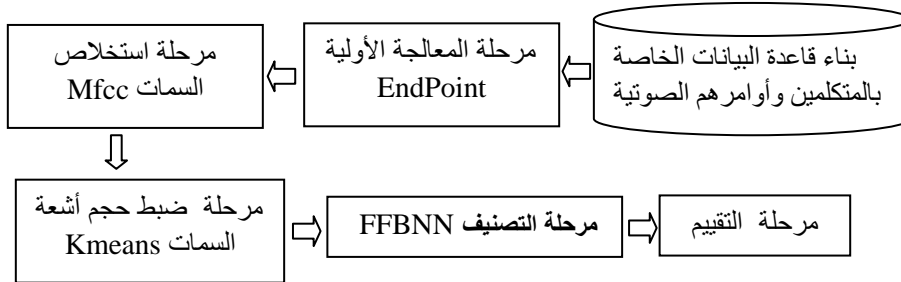 بناء قاعدة البيانات الخاصة
بالمتكلمين وأوامرهم الصوتية
مرحلة المعالجة الأولية
EndPoint
مرحلة استخلاص
السمات Mfcc
مرحلة ضبط حجم أشعة
السمات Kmeans
مرحلة التصنيف FFBNN
مرحلة التقييم